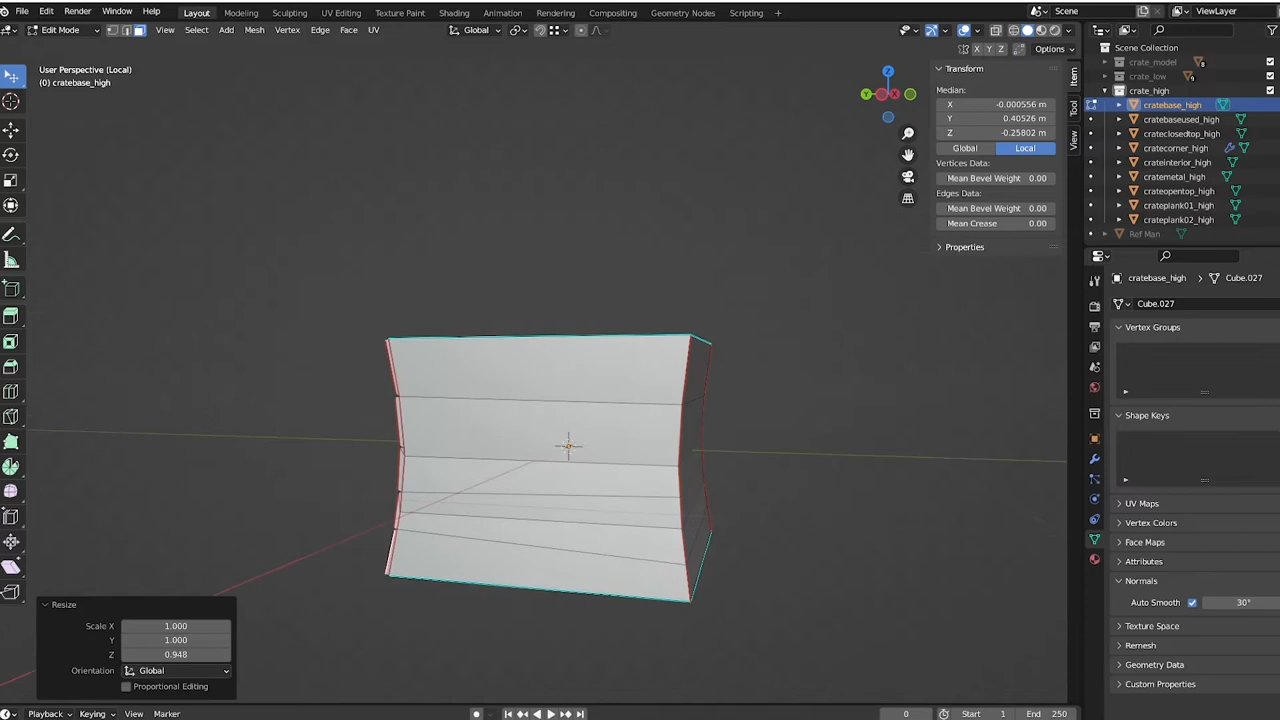 File Edit Render Window Help Layout Modeling Sculpting UV Editing Texture Paint Shading Animation Rendering Compositing Geometry Nodes Scripting + Scene ViewLayer
Edit Mode View Select Add Mesh Vertex Edge Face UV Global
X Y Z Options
User Perspective (Local)
(0) cratebase_high
Z
Y X
Transform
Median:
X -0.000556 m
Y 0.40526 m
Z -0.25802 m
Global Local
Vertices Data:
Mean Bevel Weight 0.00
Edges Data:
Mean Bevel Weight 0.00
Mean Crease 0.00
Properties
Item
Tool
View
Scene Collection
crate_model 8
crate_low 9
crate_high
cratebase_high
cratebaseused_high
crateclosedtop_high
cratecorner_high
crateinterior_high
cratemetal_high
crateopentop_high
crateplank01_high
crateplank02_high
Ref Man
cratebase_high Cube.027
Cube.027
Vertex Groups
Shape Keys
UV Maps
Vertex Colors
Face Maps
Attributes
Normals
Auto Smooth 30°
Texture Space
Remesh
Geometry Data
Custom Properties
Resize
Scale X 1.000
Y 1.000
Z 0.948
Orientation Global
Proportional Editing
Playback Keying View Marker 0 Start 1 End 250